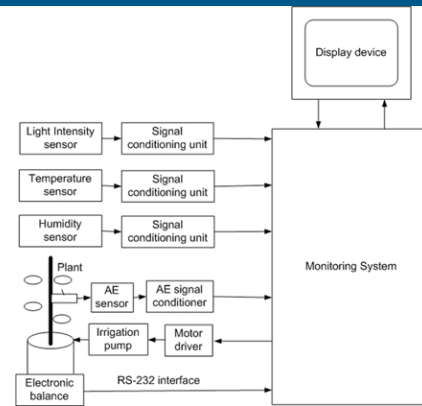 Display device
Light Intensity
sensor
Signal
conditioning unit
Temperature
sensor
Signal
conditioning unit
Humidity
sensor
Signal
conditioning unit
Monitoring System
Plant
AE
sensor
AE signal
conditioner
Irrigation
pump
Motor
driver
Electronic
balance
RS-232 interface